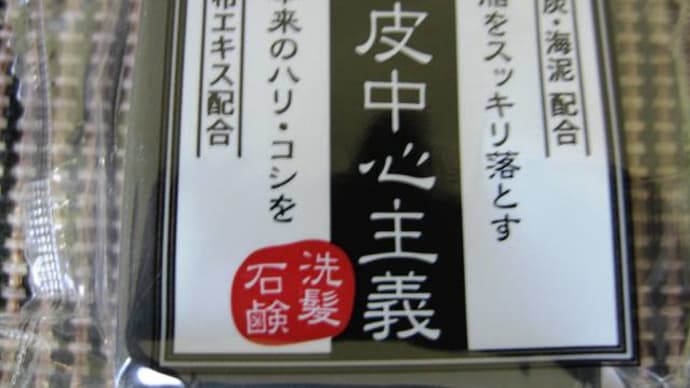 炭・海泥 配合
脂をスッキリ落とす
皮中心主義
本来のハリ・コシを
布エキス配合
洗髪
石鹸